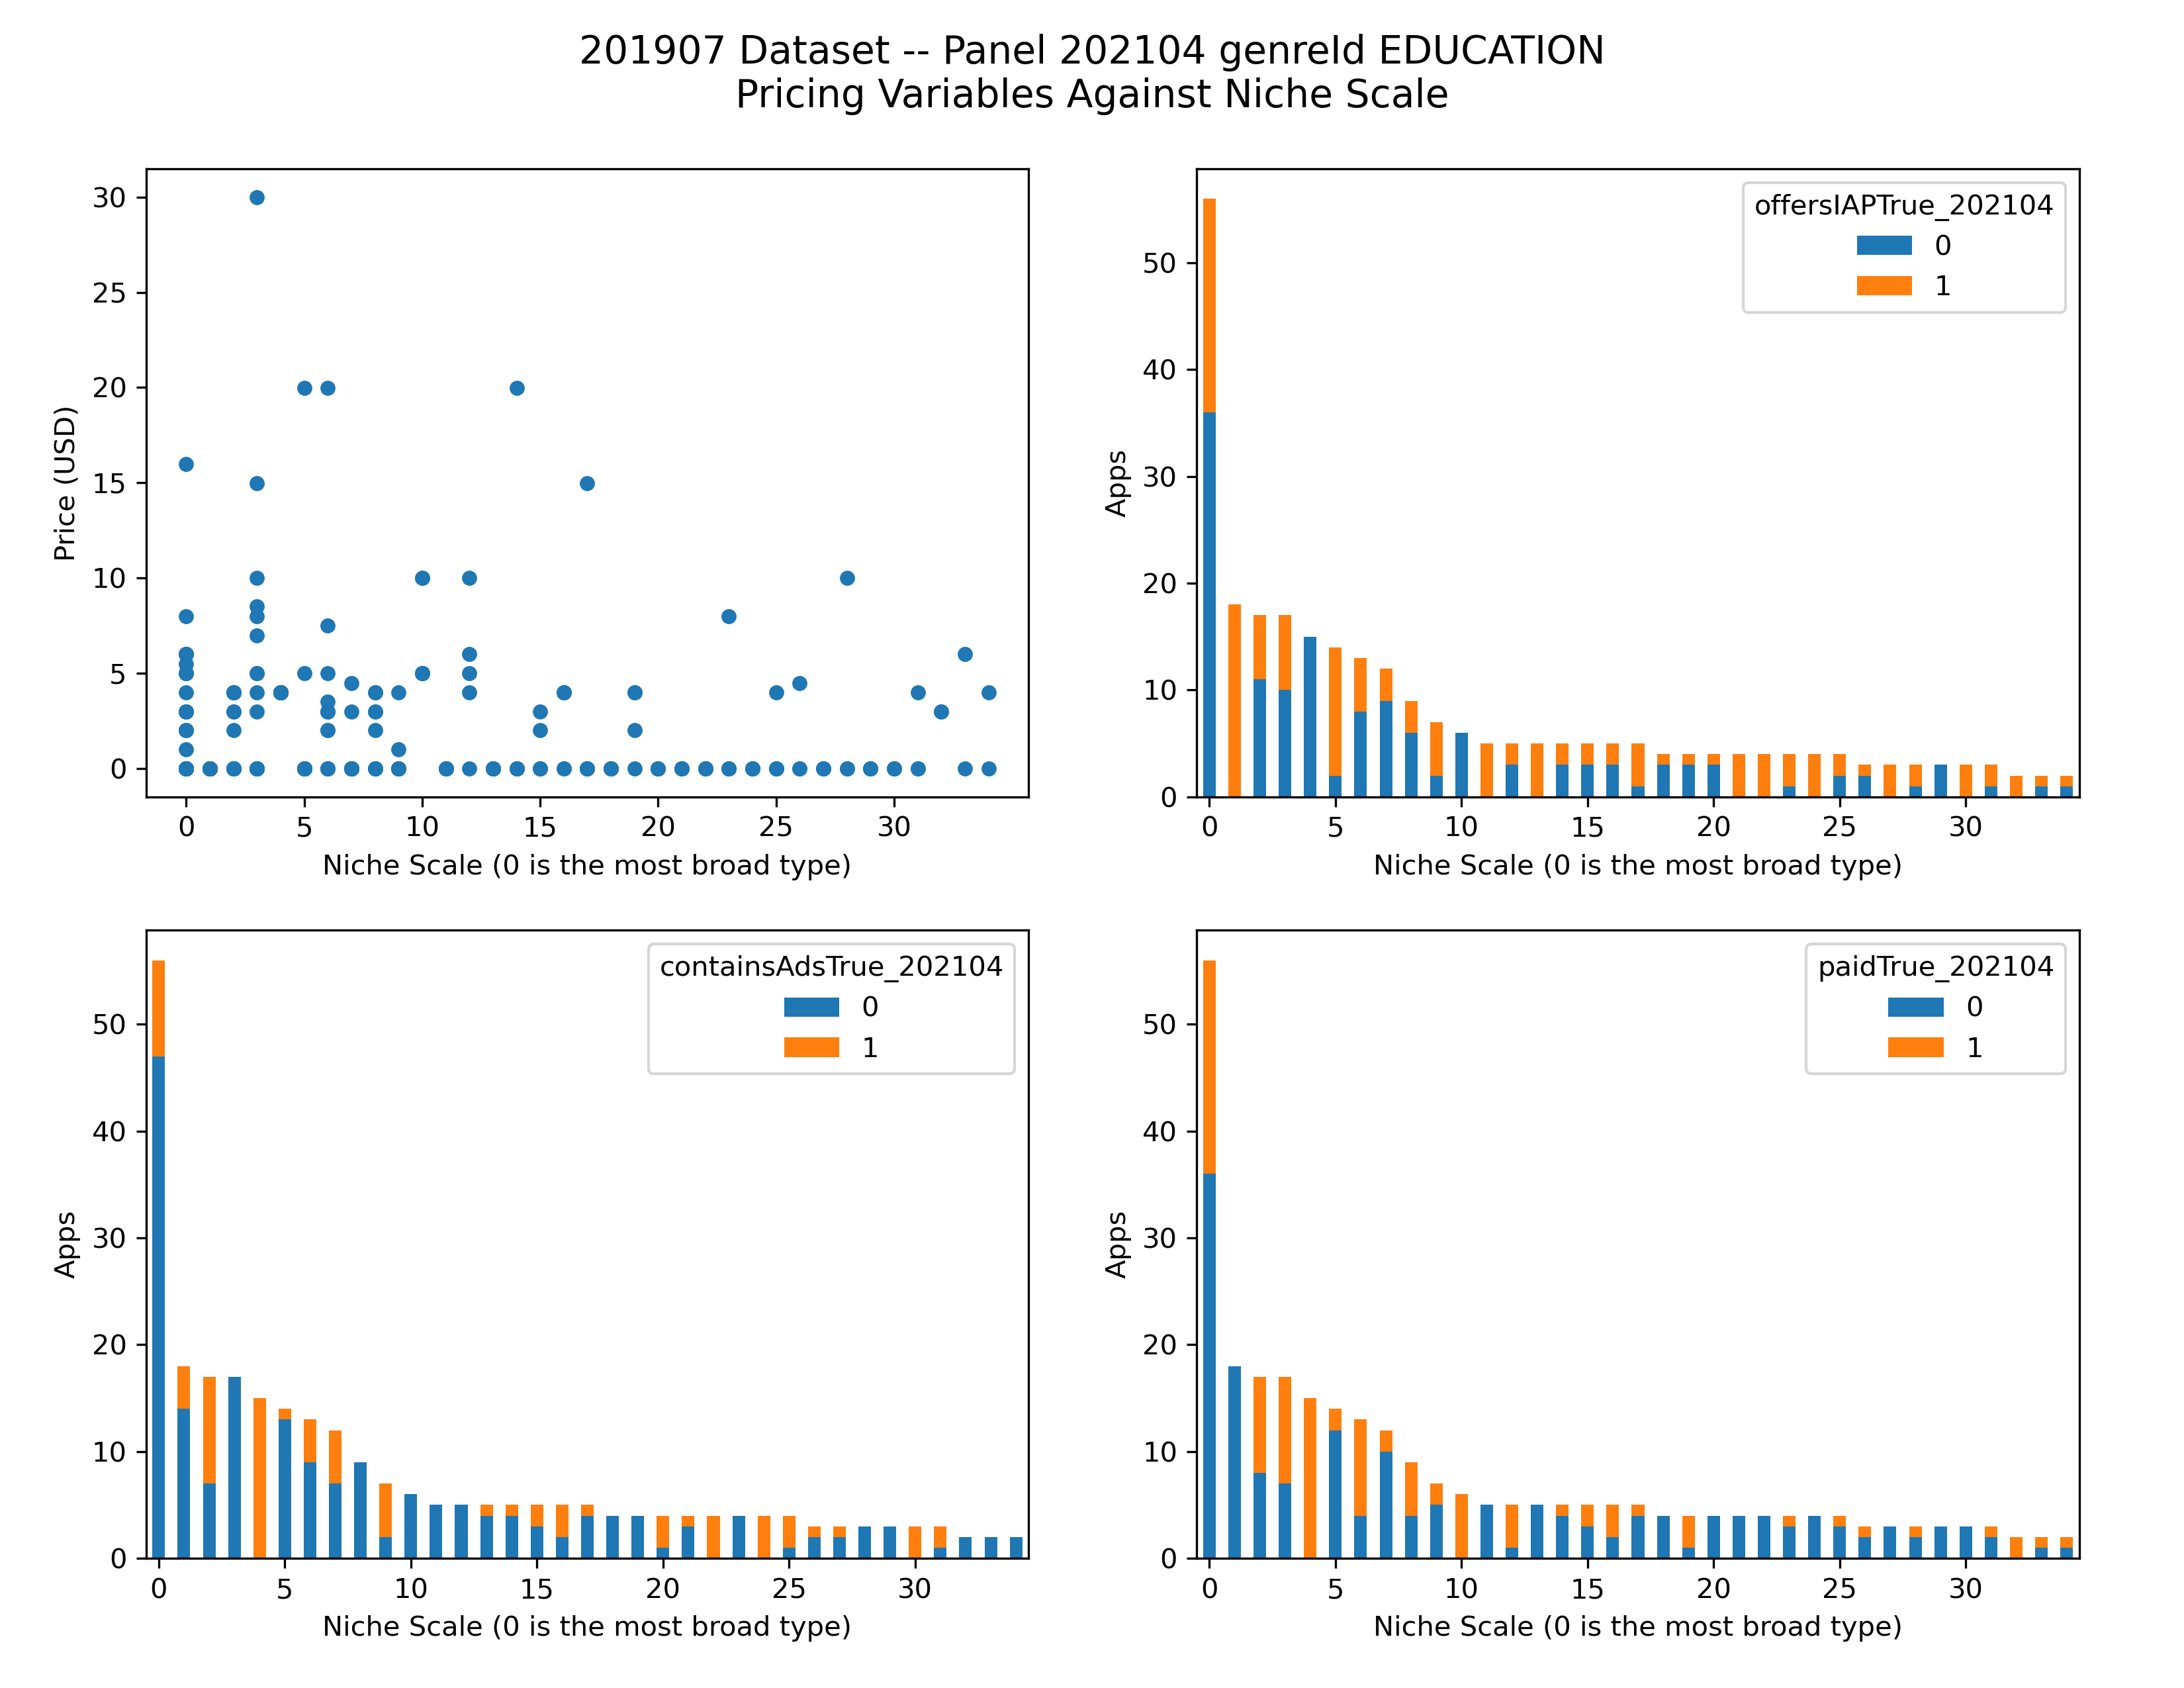 201907 Dataset -- Panel 202104 genreId EDUCATION
Pricing Variables Against Niche Scale
30
25
20
15
10
5
0
Price (USD)
0 5 10 15 20 25 30
Niche Scale (0 is the most broad type)
offersIAPTrue_202104
0
1
50
40
30
20
10
0
Apps
0 5 10 15 20 25 30
Niche Scale (0 is the most broad type)
containsAdsTrue_202104
0
1
50
40
30
20
10
0
Apps
0 5 10 15 20 25 30
Niche Scale (0 is the most broad type)
paidTrue_202104
0
1
50
40
30
20
10
0
Apps
0 5 10 15 20 25 30
Niche Scale (0 is the most broad type)